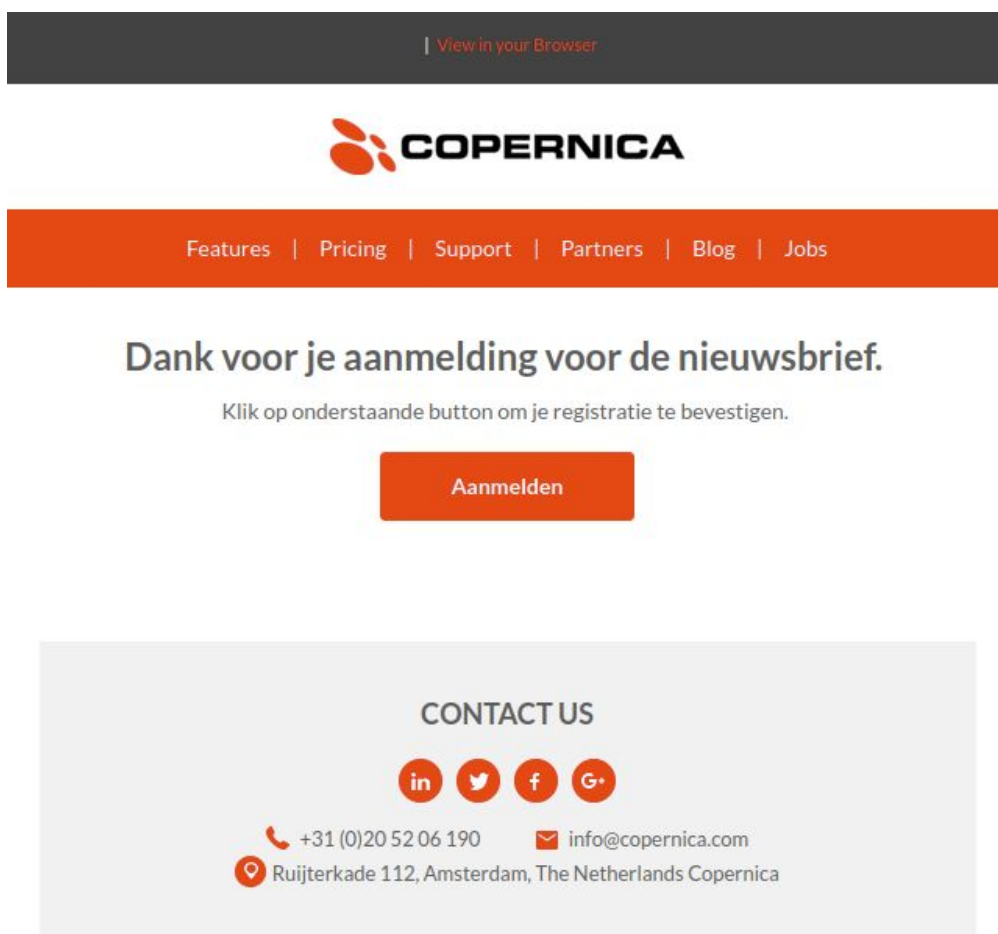 | View in your Browser
COPERNICA
Features | Pricing | Support | Partners | Blog | Jobs
Dank voor je aanmelding voor de nieuwsbrief.
Klik op onderstaande button om je registratie te bevestigen.
Aanmelden
CONTACT US
in f G+
+31 (0)20 52 06 190 info@copernica.com
Ruijterkade 112, Amsterdam, The Netherlands Copernica